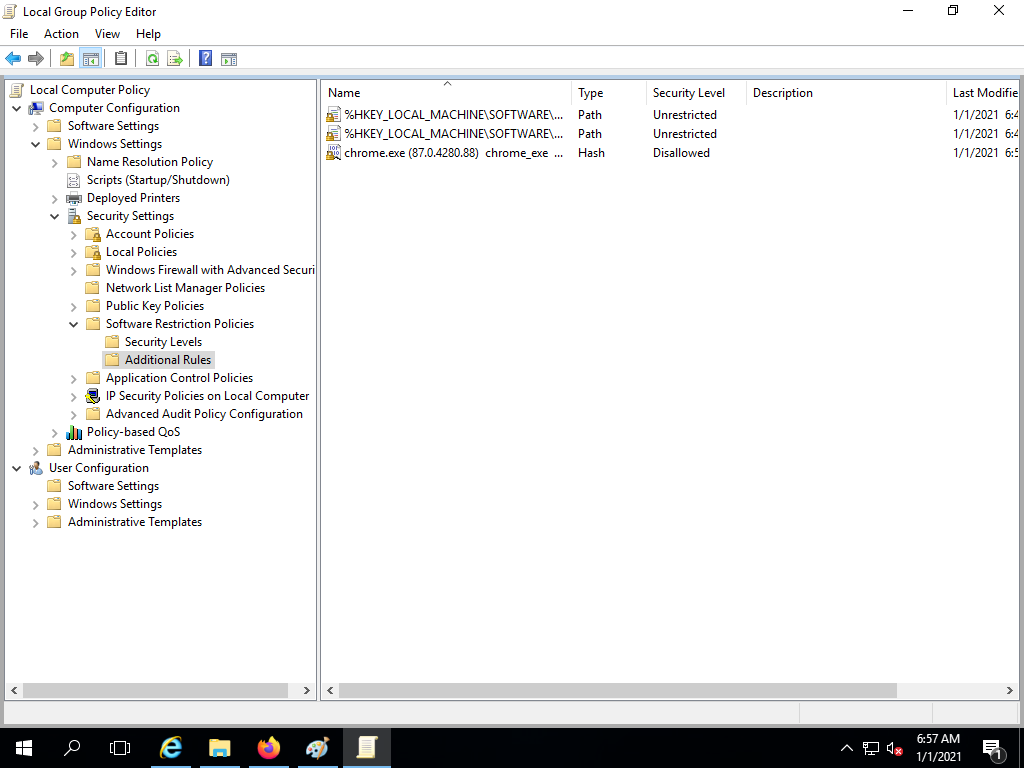 Local Group Policy Editor
File Action View Help
Local Computer Policy
Computer Configuration
Software Settings
Windows Settings
Name Resolution Policy
Scripts (Startup/Shutdown)
Deployed Printers
Security Settings
Account Policies
Local Policies
Windows Firewall with Advanced Securi
Network List Manager Policies
Public Key Policies
Software Restriction Policies
Security Levels
Additional Rules
Application Control Policies
IP Security Policies on Local Computer
Advanced Audit Policy Configuration
Policy-based QoS
Administrative Templates
User Configuration
Software Settings
Windows Settings
Administrative Templates
Name Type Security Level Description Last Modifie
%HKEY_LOCAL_MACHINE\SOFTWARE\... Path Unrestricted 1/1/2021 6:4
%HKEY_LOCAL_MACHINE\SOFTWARE\... Path Unrestricted 1/1/2021 6:4
chrome.exe (87.0.4280.88) chrome_exe ... Hash Disallowed 1/1/2021 6:5
6:57 AM
1/1/2021
1